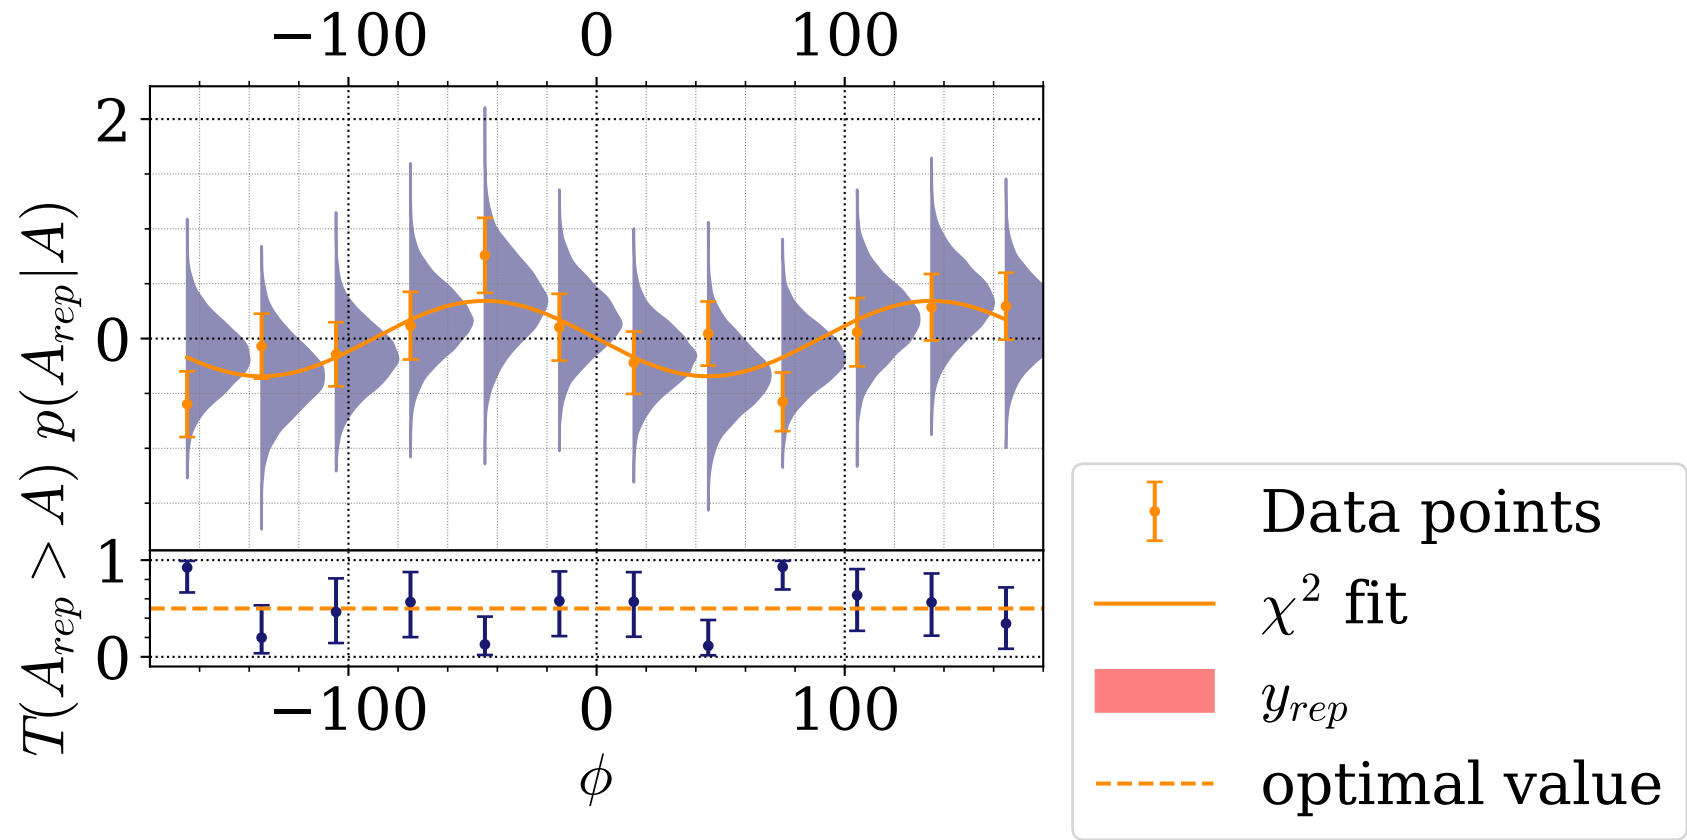 −100 0 100
2
0
p(A_rep|A)
1
0
T(A_rep > A)
−100 0 100
ϕ
Data points
χ² fit
y_rep
optimal value